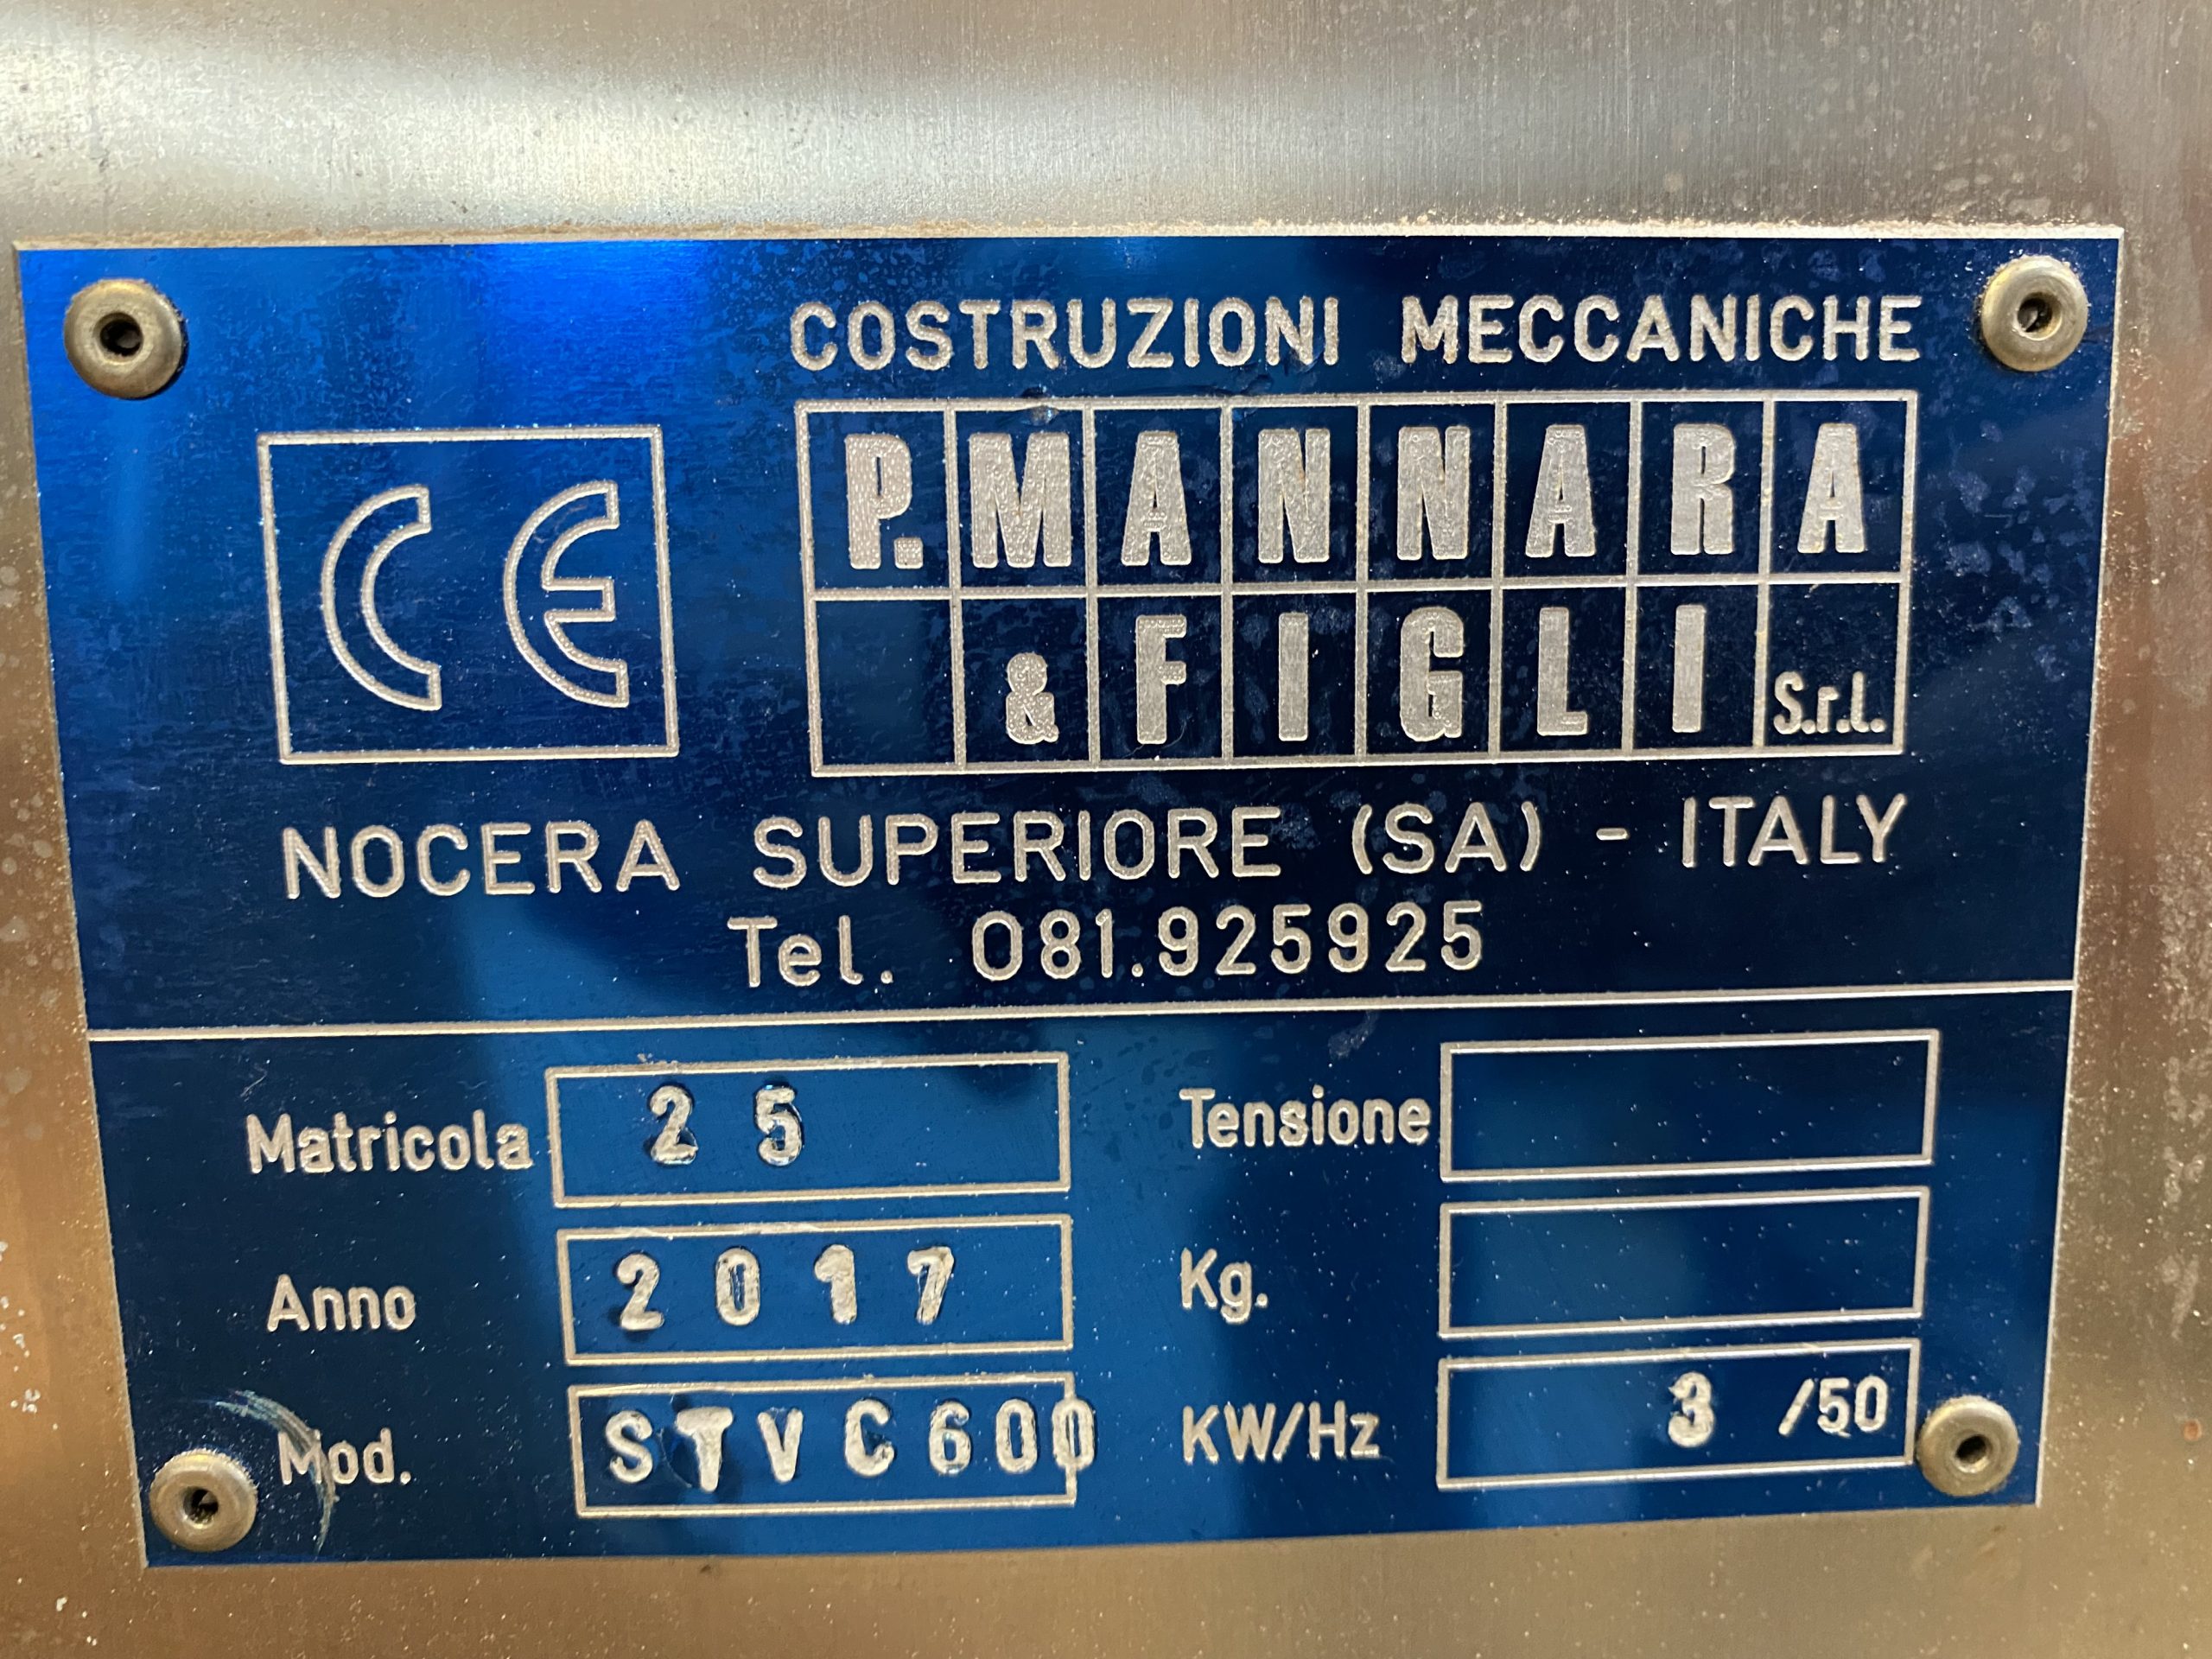 COSTRUZIONI MECCANICHE
P. MANNARA
& FIGLI S.r.l.
CE
NOCERA SUPERIORE (SA) - ITALY
Tel. 081.925925
Matricola 25
Tensione
Anno 2017
Kg.
Mod. STVC600
KW/Hz 3 /50